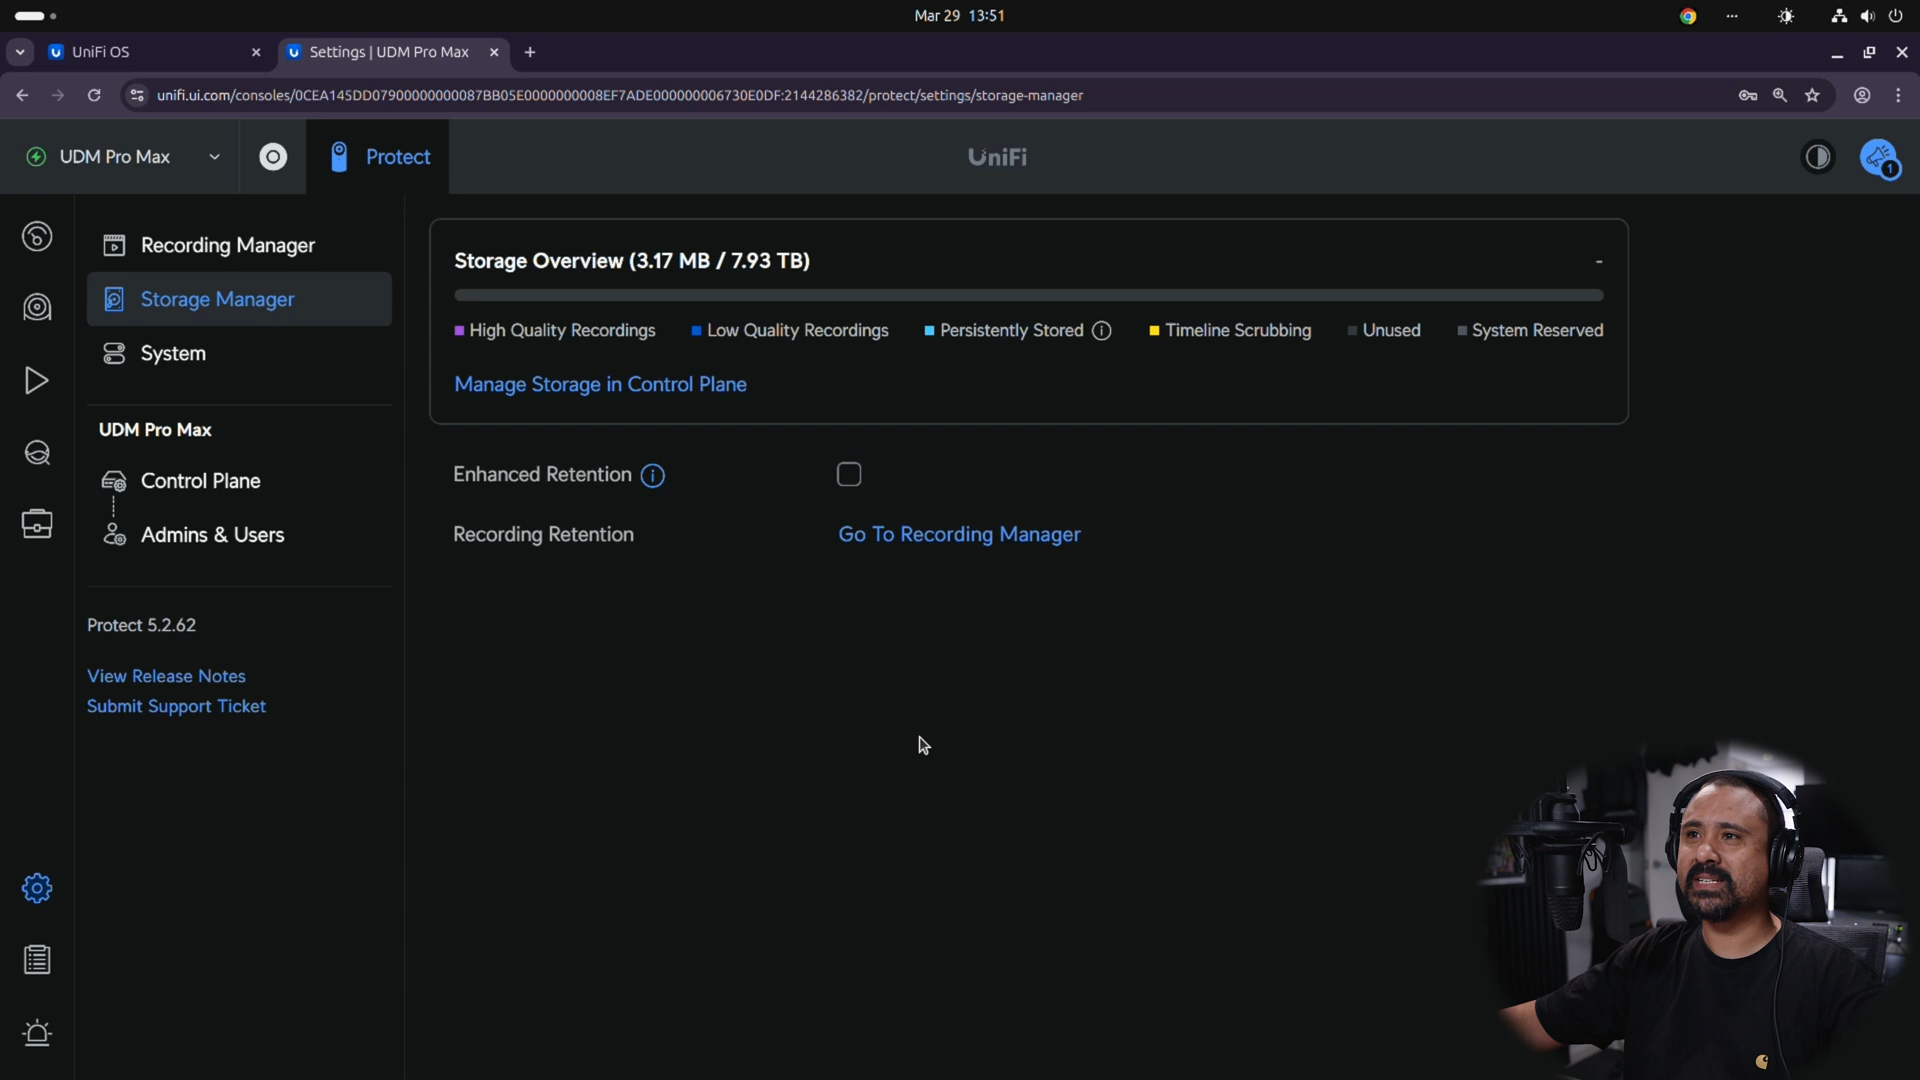 Mar 29 13:51
UniFi OS
Settings | UDM Pro Max
unifi.ui.com/consoles/0CEA145DD07900000000087BB05E0000000008EF7ADE000000006730E0DF:2144286382/protect/settings/storage-manager
UDM Pro Max
Protect
UniFi
1
Recording Manager
Storage Manager
System
UDM Pro Max
Control Plane
Admins & Users
Protect 5.2.62
View Release Notes
Submit Support Ticket
Storage Overview (3.17 MB / 7.93 TB)
-
High Quality Recordings
Low Quality Recordings
Persistently Stored
Timeline Scrubbing
Unused
System Reserved
Manage Storage in Control Plane
Enhanced Retention
Recording Retention
Go To Recording Manager